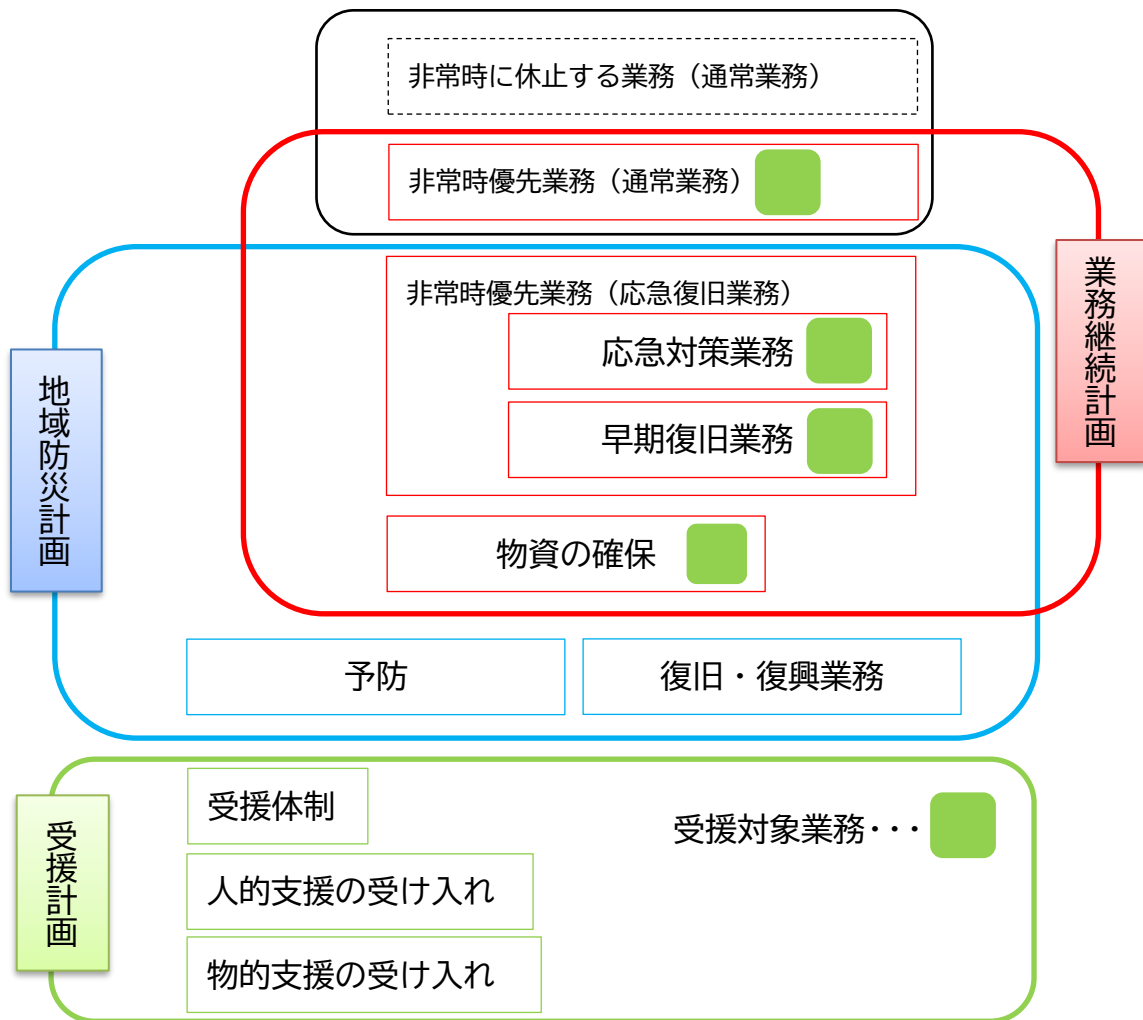 非常時に休止する業務（通常業務）
非常時優先業務（通常業務）
非常時優先業務（応急復旧業務）
応急対策業務
早期復旧業務
物資の確保
業務継続計画
地域防災計画
予防
復旧・復興業務
受援計画
受援体制
受援対象業務・・・
人的支援の受け入れ
物的支援の受け入れ